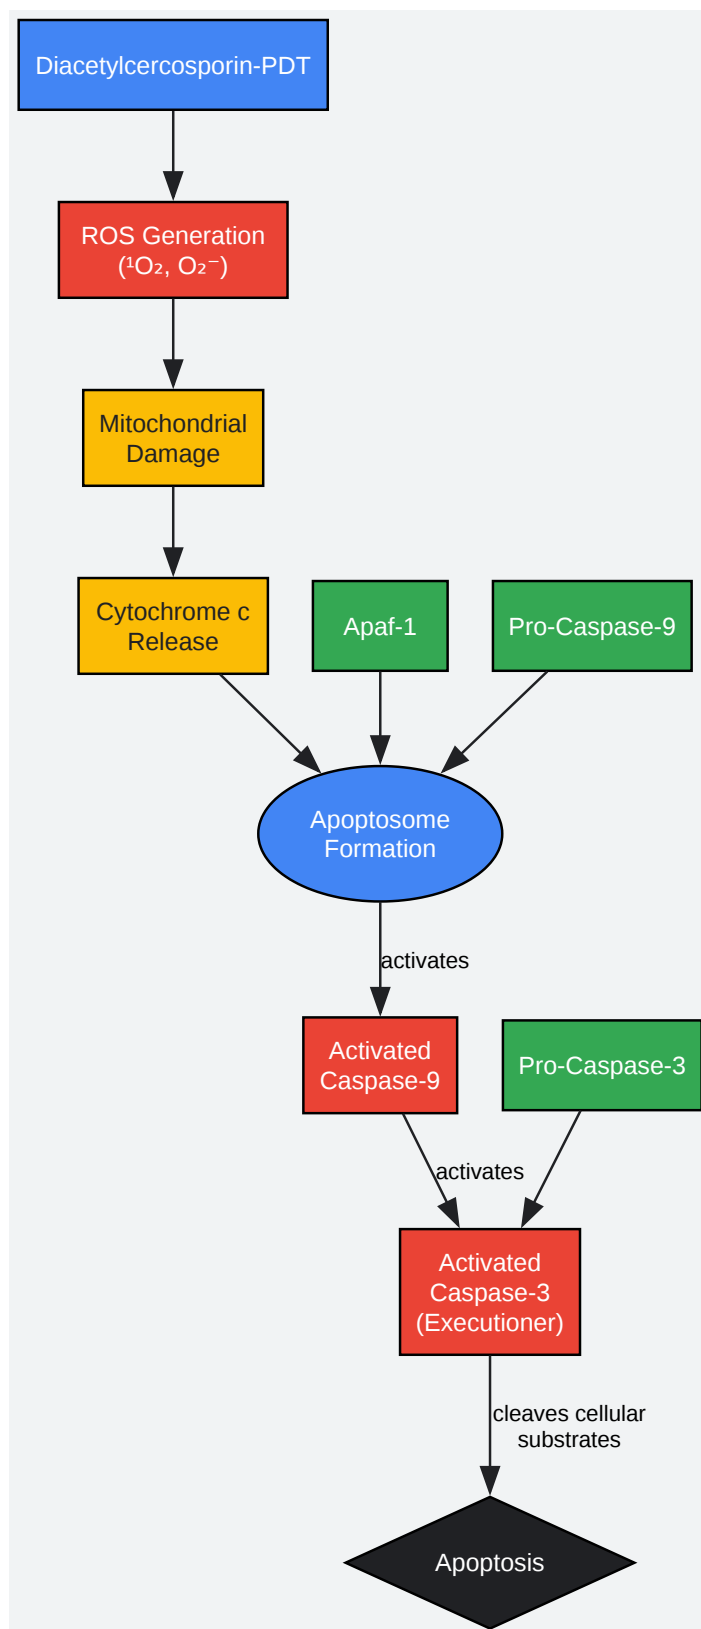 Diacetylcercosporin-PDT
ROS Generation
(¹O₂, O₂⁻)
Mitochondrial
Damage
Cytochrome c
Release
Apaf-1
Pro-Caspase-9
Apoptosome
Formation
activates
Activated
Caspase-9
Pro-Caspase-3
activates
Activated
Caspase-3
(Executioner)
cleaves cellular
substrates
Apoptosis